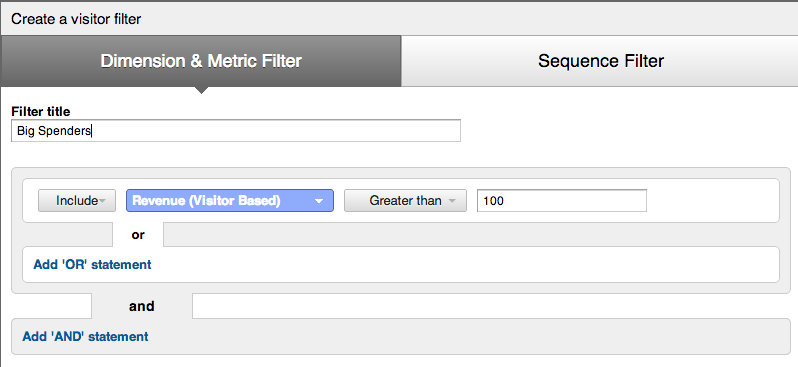 Create a visitor filter
Dimension & Metric Filter
Sequence Filter
Filter title
Big Spenders
Include Revenue (Visitor Based) Greater than 100
or
Add 'OR' statement
and
Add 'AND' statement